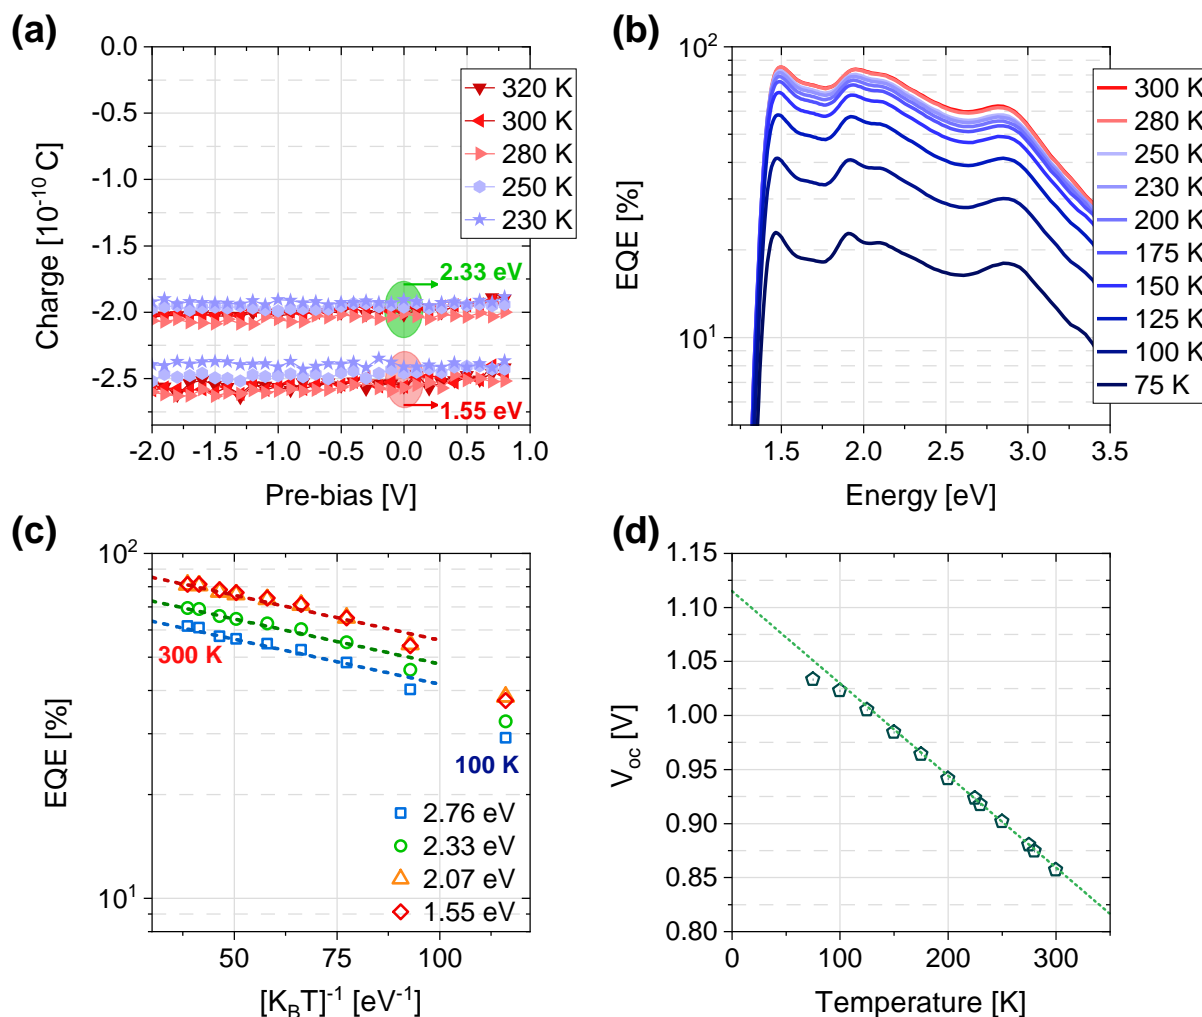 (a)
0.0
-0.5
-1.0
-1.5
-2.0
-2.5
Charge [10⁻¹⁰ C]
320 K
300 K
280 K
250 K
230 K
2.33 eV
1.55 eV
-2.0 -1.5 -1.0 -0.5 0.0 0.5 1.0
Pre-bias [V]
(b)
10²
10¹
EQE [%]
300 K
280 K
250 K
230 K
200 K
175 K
150 K
125 K
100 K
75 K
1.5 2.0 2.5 3.0 3.5
Energy [eV]
(c)
10²
10¹
EQE [%]
300 K
100 K
2.76 eV
2.33 eV
2.07 eV
1.55 eV
50 75 100
[K_BT]⁻¹ [eV⁻¹]
(d)
1.15
1.10
1.05
1.00
0.95
0.90
0.85
0.80
V_oc [V]
0 100 200 300
Temperature [K]